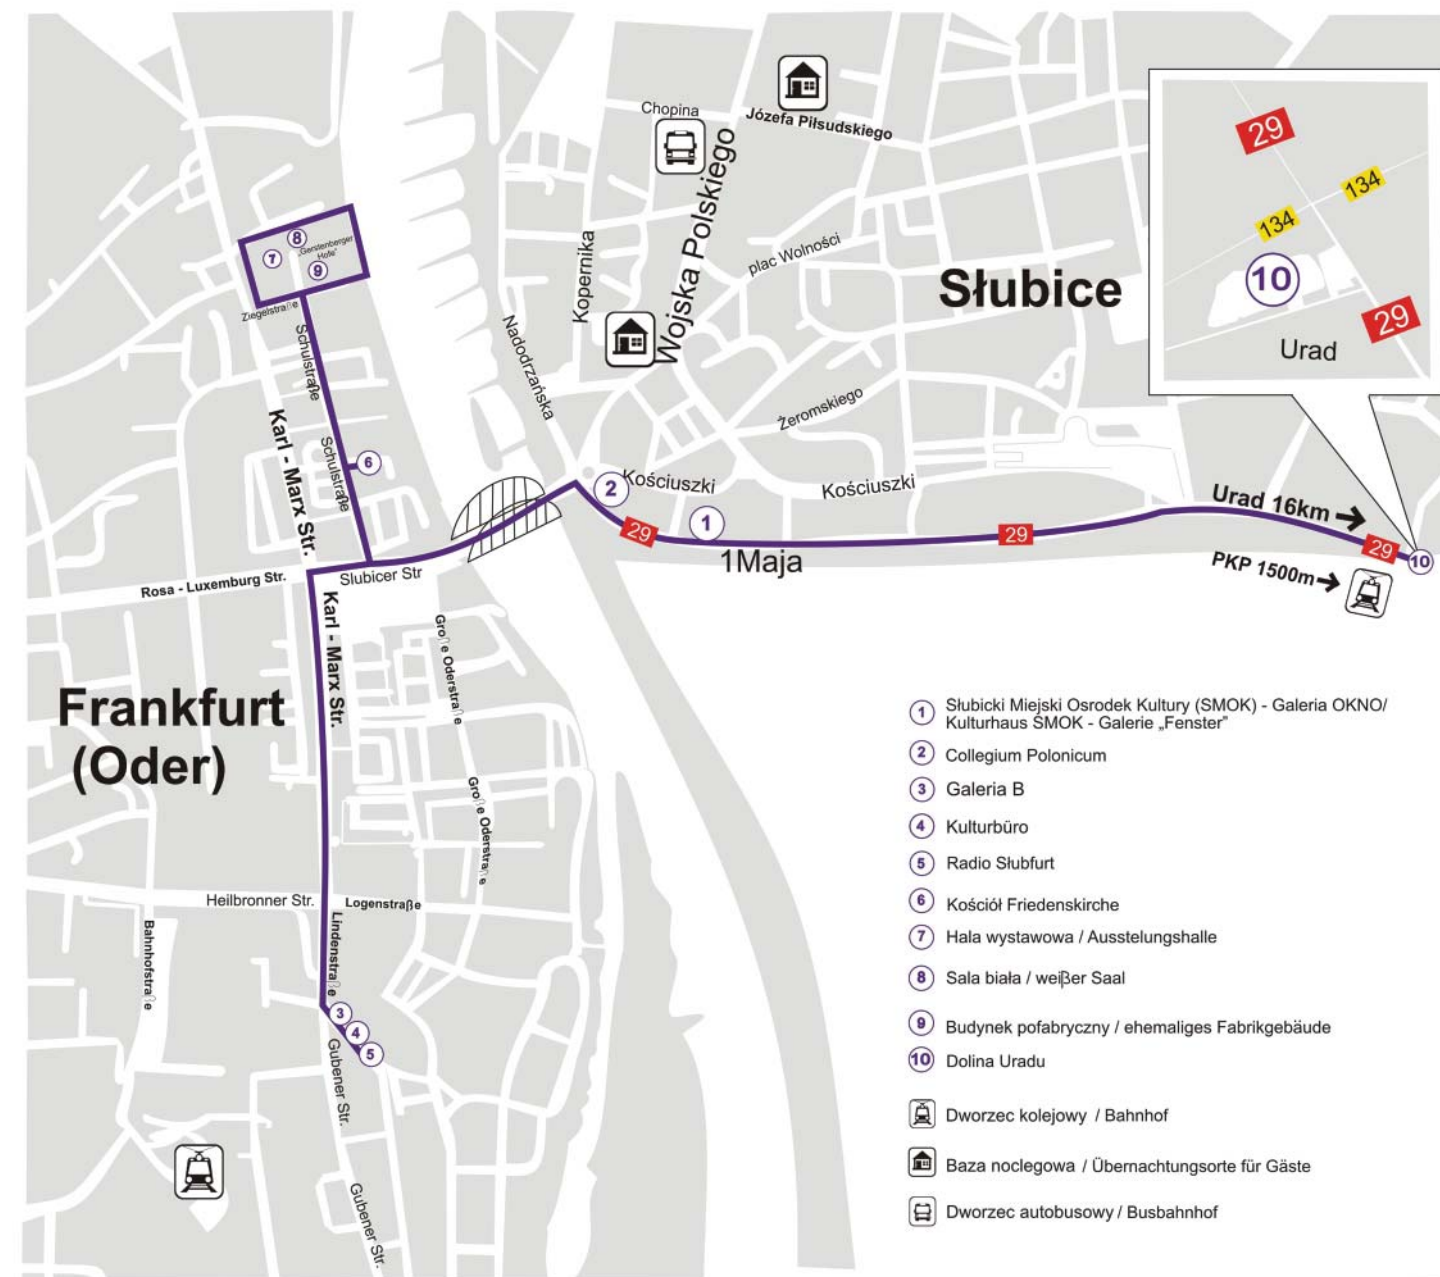 Chopina
Józefa Piłsudskiego
Wojska Polskiego
Kopernika
plac Wolności
Nadodrzańska
Słubice
Żeromskiego
Kościuszki
Kościuszki
29
134
134
10
29
Urad
8
7
9
„Gerstenberger
Hofe"
Ziegelstraße
Schulstraße
Schulstraße
6
Karl - Marx Str.
2
1
29
29
29
1Maja
Urad 16km
10
PKP 1500m
Slubicer Str
Rosa - Luxemburg Str.
Karl - Marx Str.
Große Oderstraße
Große Oderstraße
Frankfurt
(Oder)
Heilbronner Str.
Logenstraße
Lindenstraße
Bahnhofstraße
3
4
5
Gubener Str.
Gubener Str.
1 Słubicki Miejski Osrodek Kultury (SMOK) - Galeria OKNO/
Kulturhaus SMOK - Galerie „Fenster"
2 Collegium Polonicum
3 Galeria B
4 Kulturbüro
5 Radio Słubfurt
6 Kościół Friedenskirche
7 Hala wystawowa / Ausstelungshalle
8 Sala biała / weißer Saal
9 Budynek pofabryczny / ehemaliges Fabrikgebäude
10 Dolina Uradu
Dworzec kolejowy / Bahnhof
Baza noclegowa / Übernachtungsorte für Gäste
Dworzec autobusowy / Busbahnhof